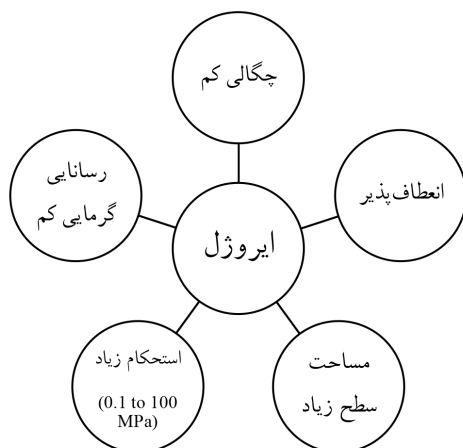 چگالی کم
رسانایی
گرمایی کم
انعطاف‌پذیر
ایروژل
استحکام زیاد
(0.1 to 100
MPa)
مساحت
سطح زیاد